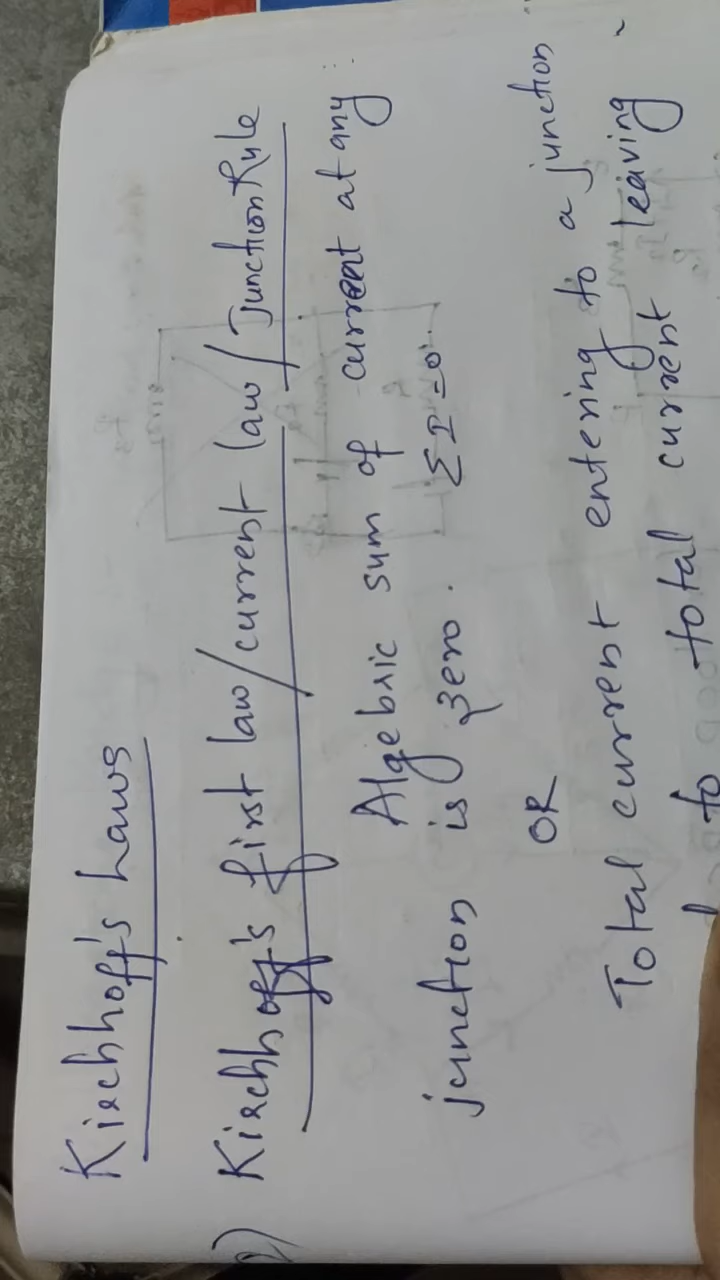 Kirchhoff's Laws
a) Kirchhoff's first law/current law/Junction Rule
Algebric sum of current at any
junction is zero. ΣI=0.
OR
Total current entering to a junction
to total current leaving